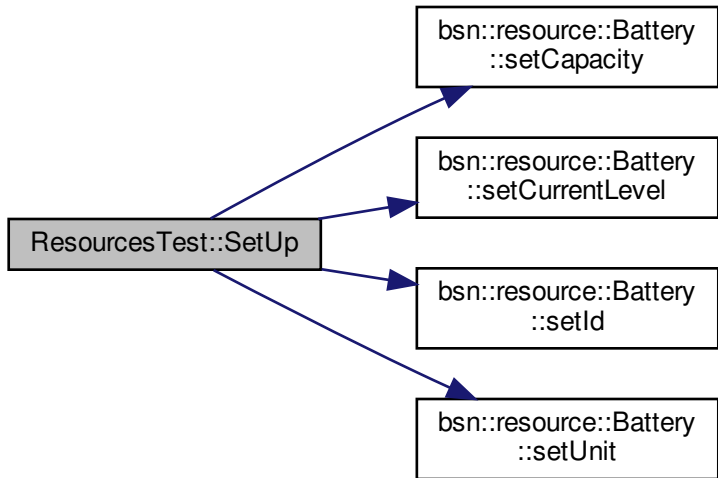 bsn::resource::Battery
::setCapacity
bsn::resource::Battery
::setCurrentLevel
ResourcesTest::SetUp
bsn::resource::Battery
::setId
bsn::resource::Battery
::setUnit